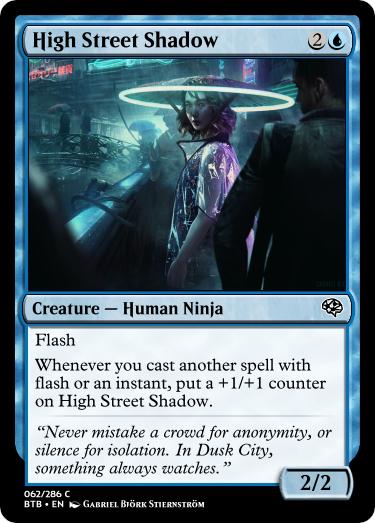 High Street Shadow 2
Creature — Human Ninja
Flash
Whenever you cast another spell with
flash or an instant, put a +1/+1 counter
on High Street Shadow.
“Never mistake a crowd for anonymity, or
silence for isolation. In Dusk City,
something always watches.”
2/2
062/286 C
BTB • EN Gabriel Björk Stiernström